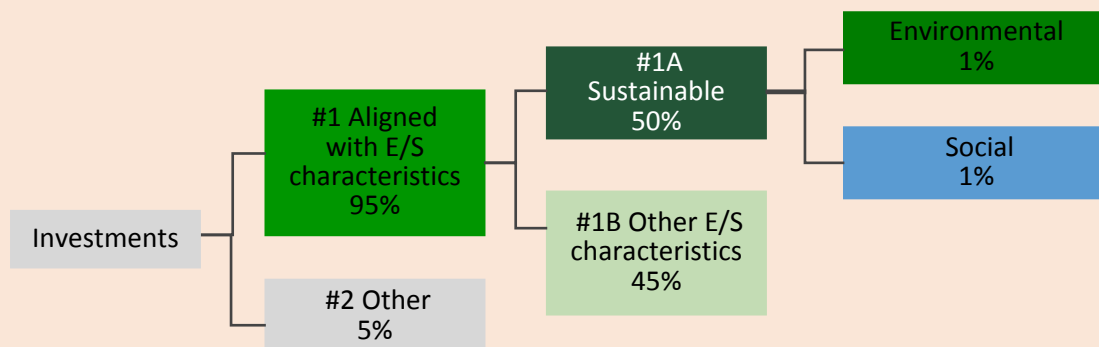 Investments
#1 Aligned
with E/S
characteristics
95%
#2 Other
5%
#1A
Sustainable
50%
#1B Other E/S
characteristics
45%
Environmental
1%
Social
1%